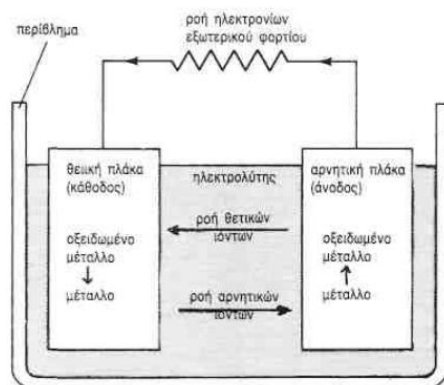 περίβλημα
ροή ηλεκτρονίων
εξωτερικού φορτίου
θειική πλάκα
(κάθοδος)
οξειδωμένο
μέταλλο
μέταλλο
ηλεκτρολύτης
ροή θετικών
ιόντων
ροή αρνητικών
ιόντων
αρνητική πλάκα
(άνοδος)
οξειδωμένο
μέταλλο
μέταλλο